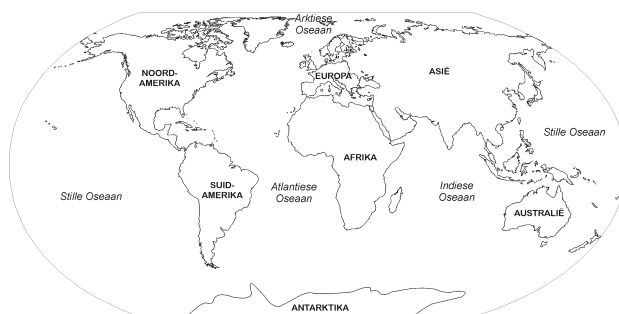 Arktiese
Oseaan
NOORD-
AMERIKA
EUROPA
ASIË
Stille Oseaan
AFRIKA
SUID-
AMERIKA
Stille Oseaan
Atlantiese
Oseaan
Indiese
Oseaan
AUSTRALIË
ANTARKTIKA